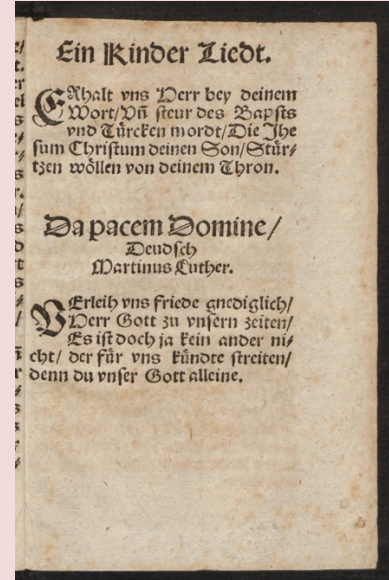 Ein Kinder Liedt.
ERhalt vns Herr bey deinem
Wort/Vñ steur des Bapsts
vnd Türcken mordt/Die Jhe
sum Christum deinen Son/Stür⸗
tzen wöllen von deinem Thron.
Da pacem Domine/
Deudsch
Martinus Luther.
VErleih vns friede gnediglich/
Herr Gott zu vnsern zeiten/
Es ist doch ja kein ander ni⸗
cht/ der für vns kündte streiten/
denn du vnser Gott alleine.